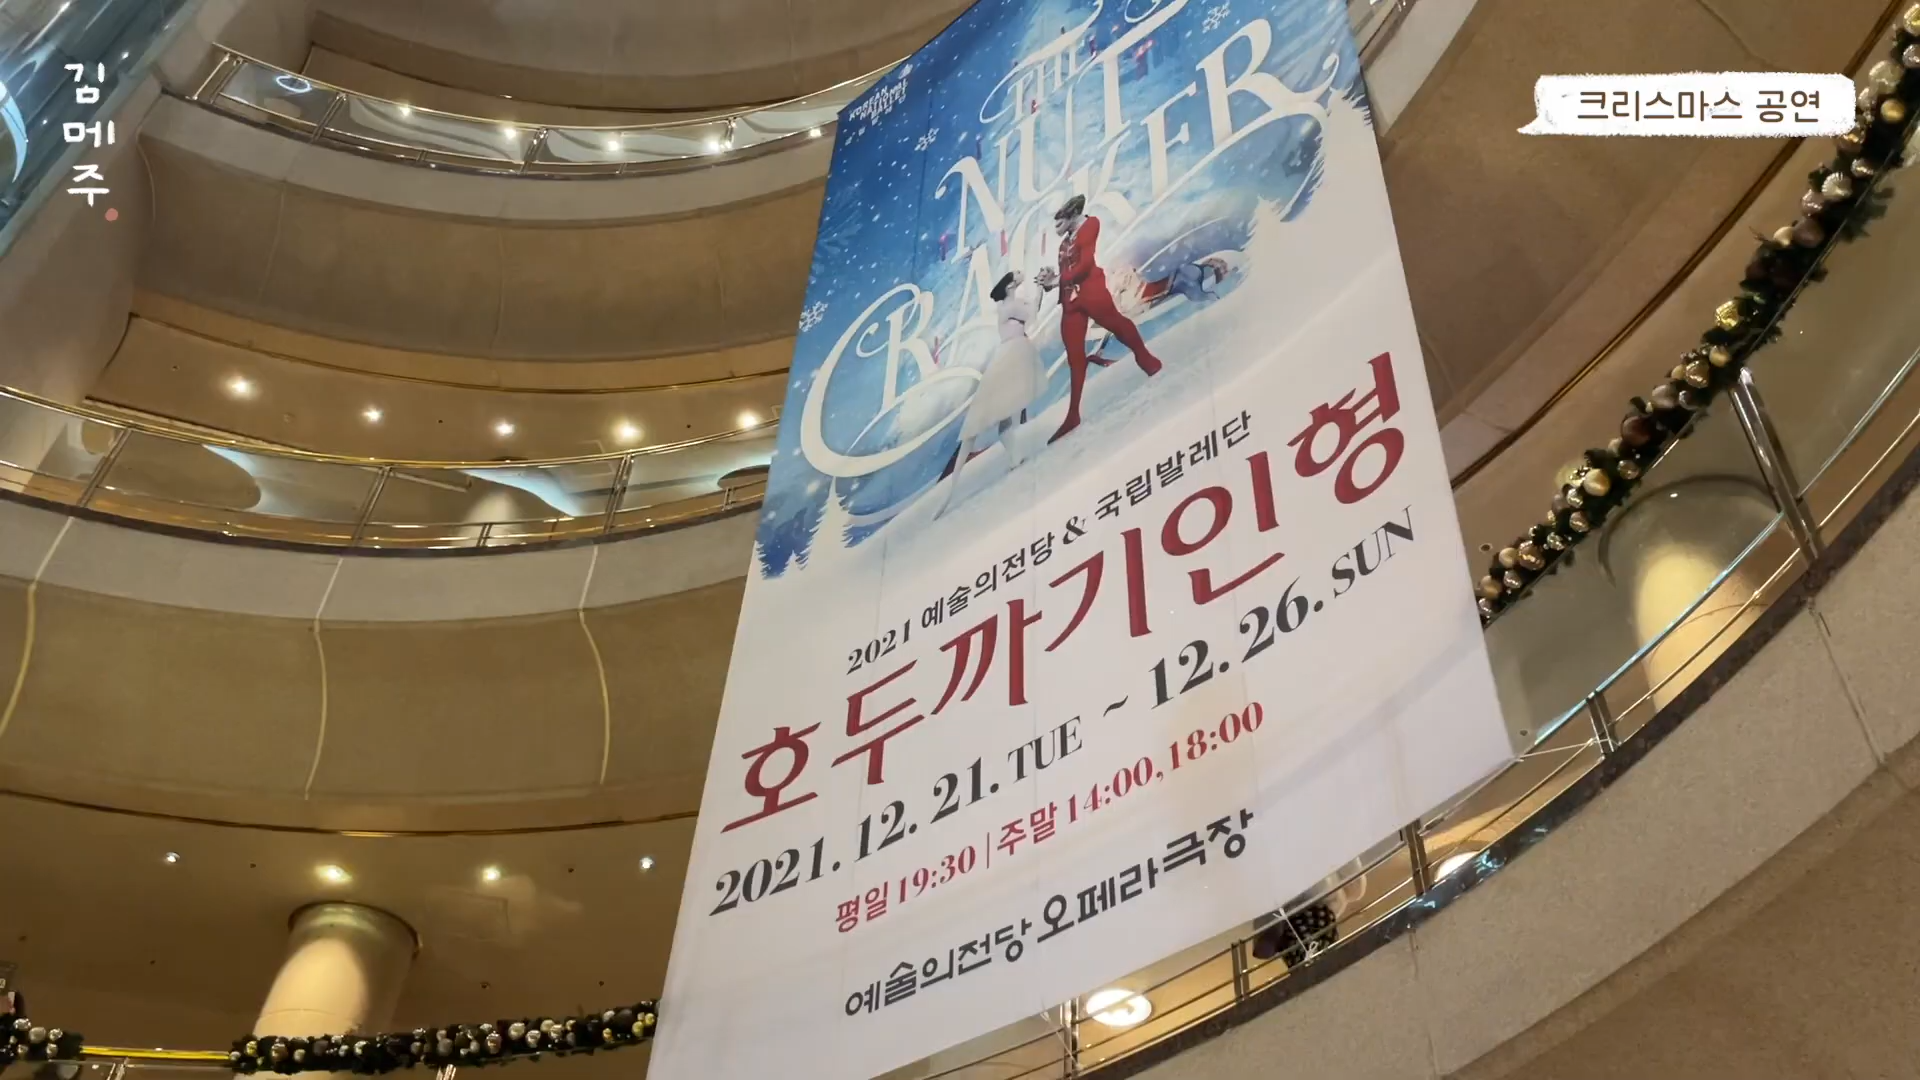 김
메
주
크리스마스 공연
KOREAN
NATIONAL
BALLET
THE
NUT
CRACKER
2021 예술의전당 & 국립발레단
호두까기인형
2021. 12. 21. TUE ~ 12. 26. SUN
평일 19:30 | 주말 14:00, 18:00
예술의전당 오페라극장